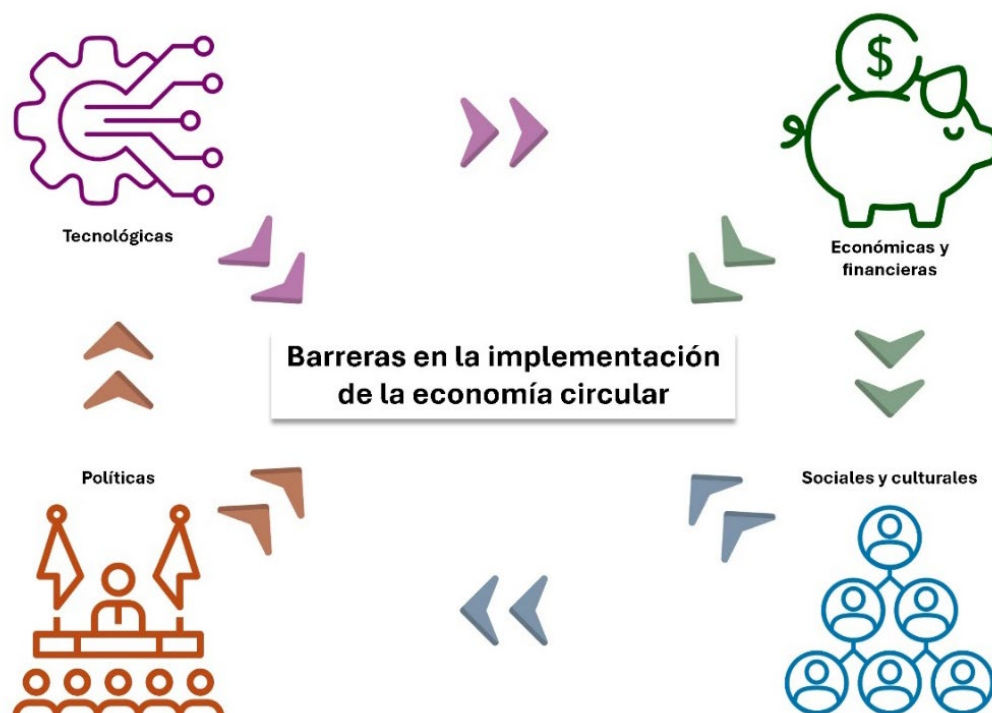 $
Tecnológicas
Económicas y
financieras
Barreras en la implementación
de la economía circular
Políticas
Sociales y culturales